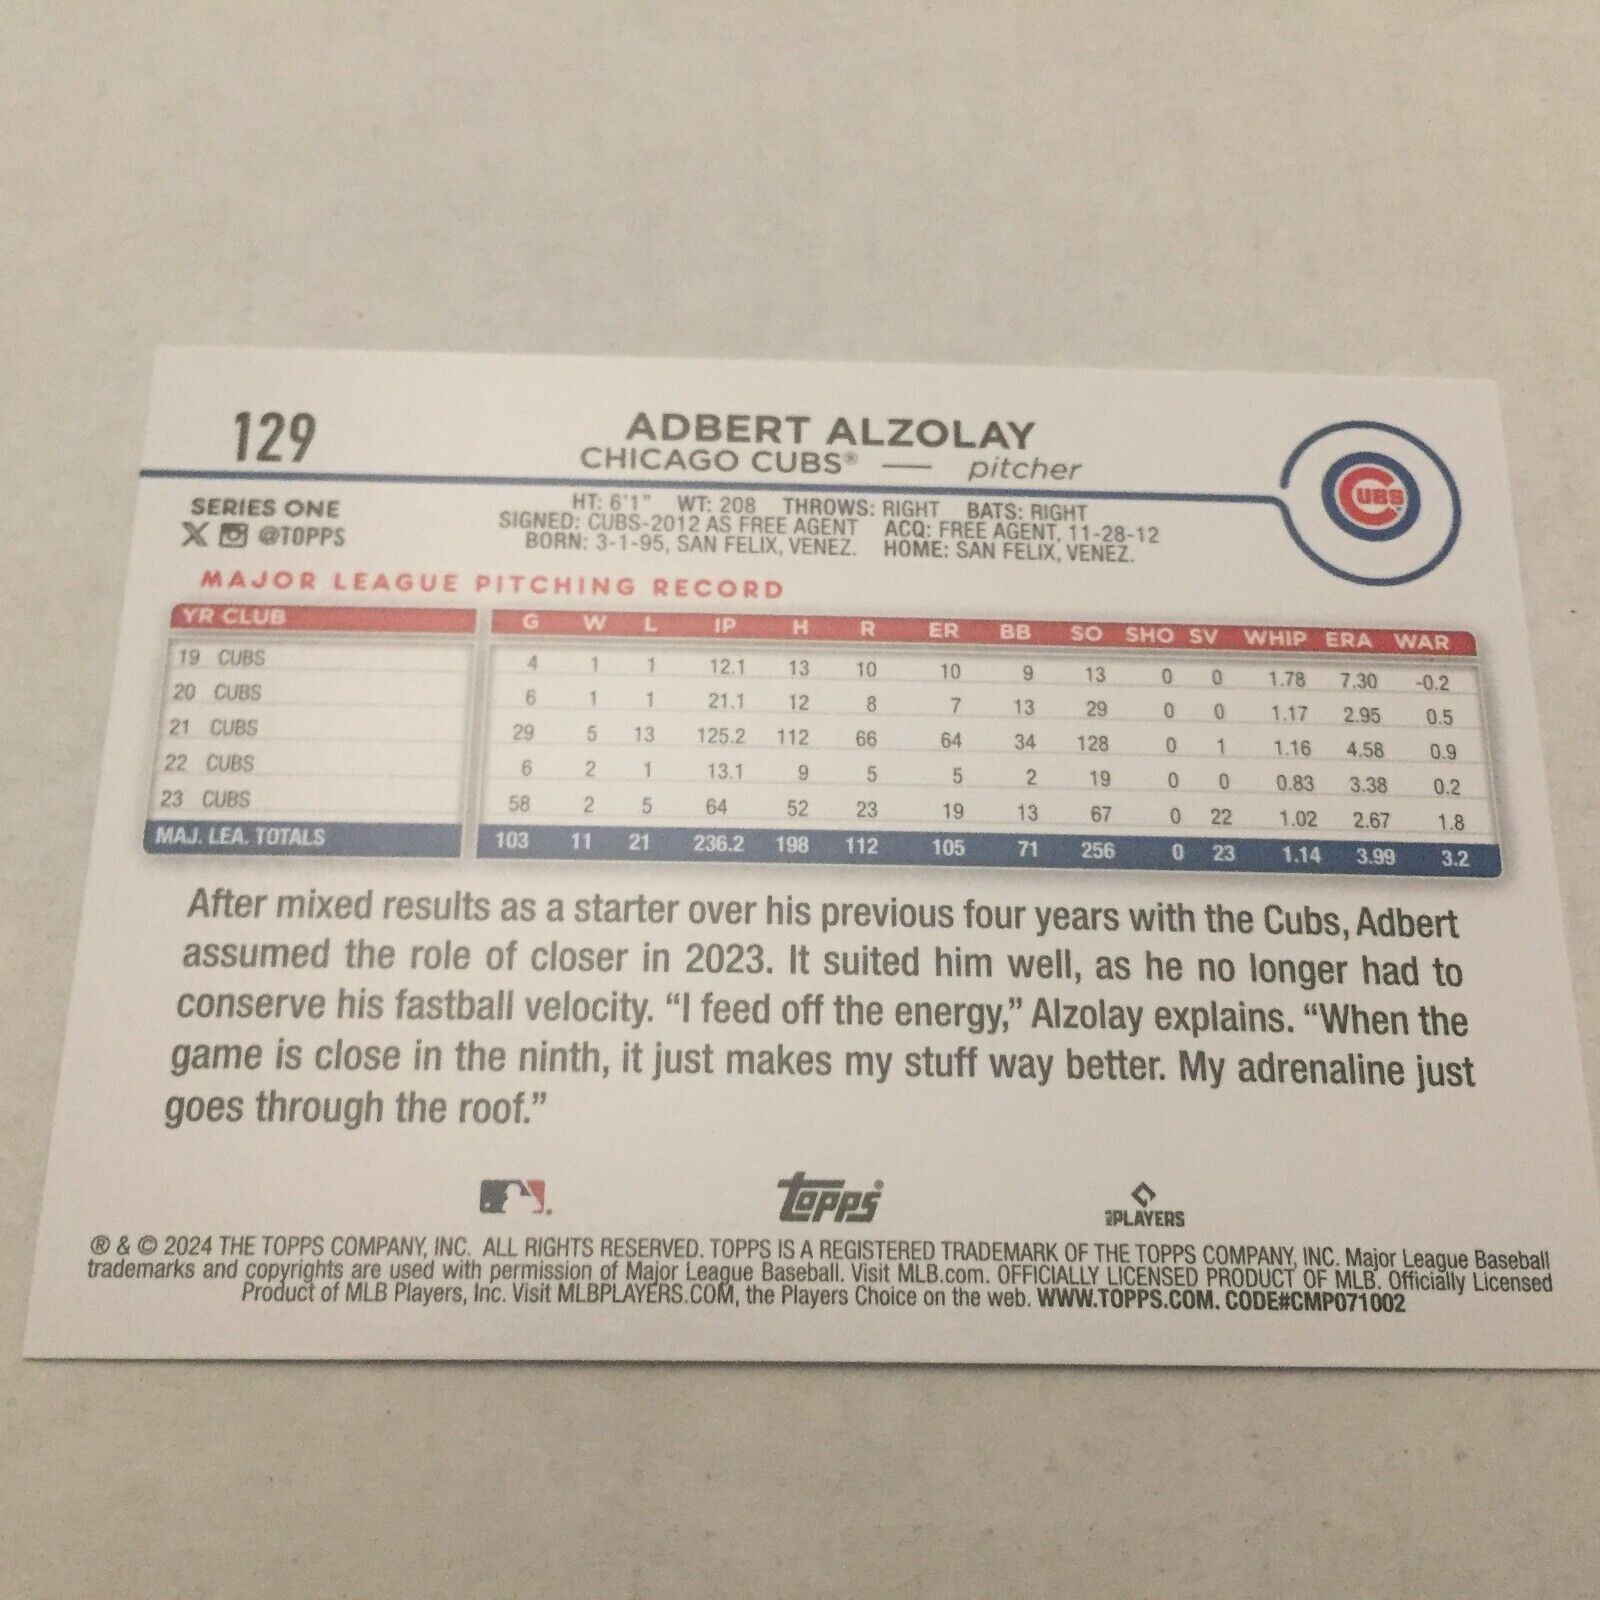 129
ADBERT ALZOLAY
CHICAGO CUBS® — pitcher
CUBS
SERIES ONE
@TOPPS
HT: 6'1" WT: 208 THROWS: RIGHT BATS: RIGHT
SIGNED: CUBS-2012 AS FREE AGENT ACQ: FREE AGENT, 11-28-12
BORN: 3-1-95, SAN FELIX, VENEZ. HOME: SAN FELIX, VENEZ.
MAJOR LEAGUE PITCHING RECORD
YR CLUB G W L IP H R ER BB SO SHO SV WHIP ERA WAR
19 CUBS 4 1 1 12.1 13 10 10 9 13 0 0 1.78 7.30 -0.2
20 CUBS 6 1 1 21.1 12 8 7 13 29 0 0 1.17 2.95 0.5
21 CUBS 29 5 13 125.2 112 66 64 34 128 0 1 1.16 4.58 0.9
22 CUBS 6 2 1 13.1 9 5 5 2 19 0 0 0.83 3.38 0.2
23 CUBS 58 2 5 64 52 23 19 13 67 0 22 1.02 2.67 1.8
MAJ. LEA. TOTALS 103 11 21 236.2 198 112 105 71 256 0 23 1.14 3.99 3.2
After mixed results as a starter over his previous four years with the Cubs, Adbert
assumed the role of closer in 2023. It suited him well, as he no longer had to
conserve his fastball velocity. “I feed off the energy,” Alzolay explains. “When the
game is close in the ninth, it just makes my stuff way better. My adrenaline just
goes through the roof.”
Topps®
MLB PLAYERS
® & © 2024 THE TOPPS COMPANY, INC. ALL RIGHTS RESERVED. TOPPS IS A REGISTERED TRADEMARK OF THE TOPPS COMPANY, INC. Major League Baseball
trademarks and copyrights are used with permission of Major League Baseball. Visit MLB.com. OFFICIALLY LICENSED PRODUCT OF MLB. Officially Licensed
Product of MLB Players, Inc. Visit MLBPLAYERS.COM, the Players Choice on the web. WWW.TOPPS.COM. CODE#CMP071002